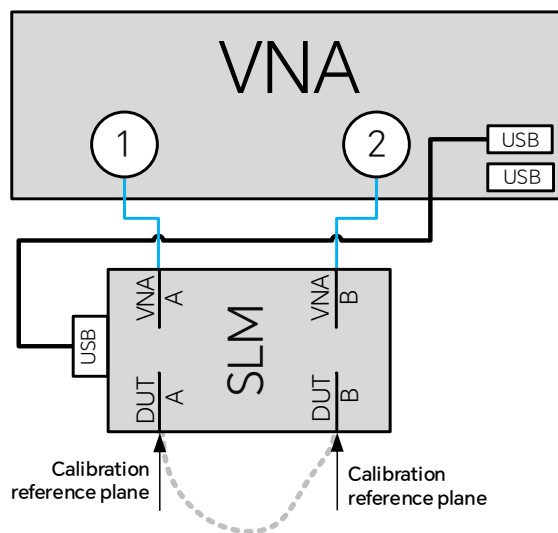 VNA
1
2
USB
USB
VNA
A
VNA
B
USB
SLM
DUT
A
DUT
B
Calibration
reference plane
Calibration
reference plane